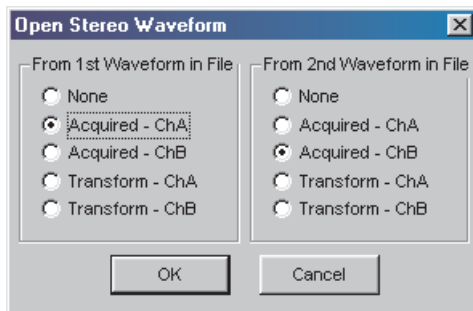 Open Stereo Waveform
From 1st Waveform in File
None
Acquired - ChA
Acquired - ChB
Transform - ChA
Transform - ChB
From 2nd Waveform in File
None
Acquired - ChA
Acquired - ChB
Transform - ChA
Transform - ChB
OK
Cancel